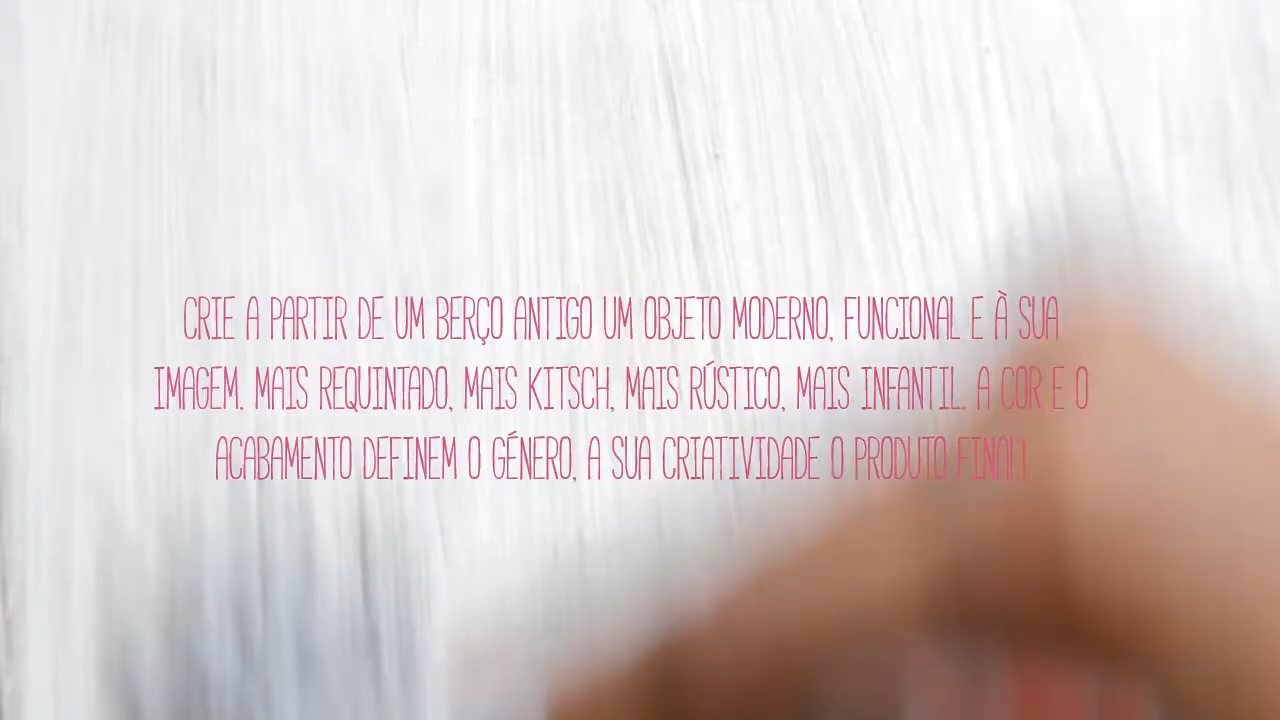 CRIE A PARTIR DE UM BERÇO ANTIGO UM OBJETO MODERNO, FUNCIONAL E À SUA
IMAGEM. MAIS REQUINTADO, MAIS KITSCH, MAIS RÚSTICO, MAIS INFANTIL. A COR E O
ACABAMENTO DEFINEM O GÉNERO, A SUA CRIATIVIDADE O PRODUTO FINAL!